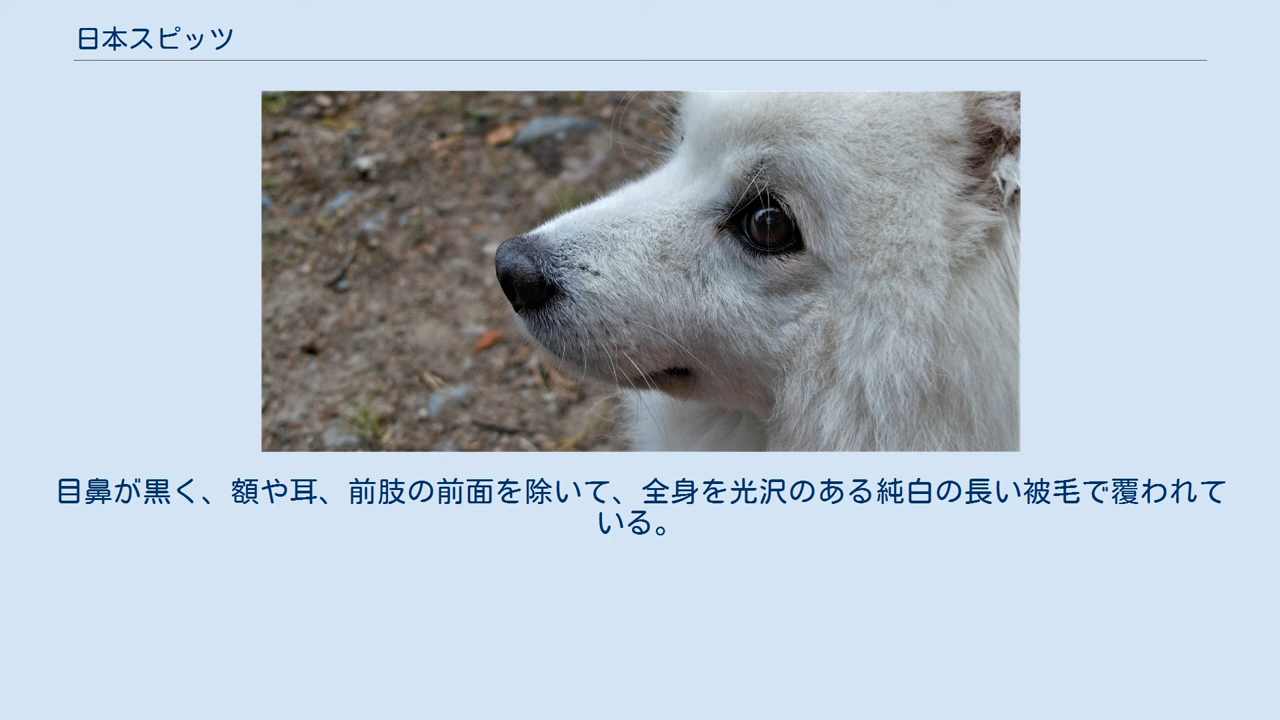 日本スピッツ
目鼻が黒く、額や耳、前肢の前面を除いて、全身を光沢のある純白の長い被毛で覆われて
いる。